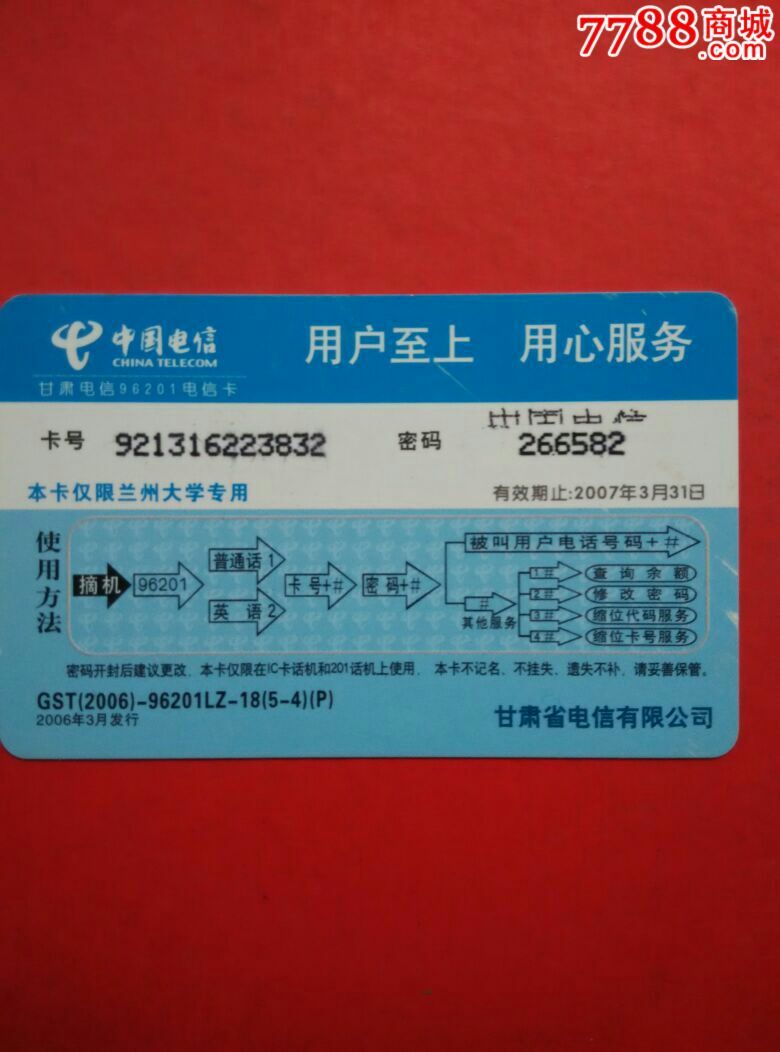 7788商城
.com
中国电信
CHINA TELECOM
用户至上 用心服务
甘肃电信96201电信卡
中国电信
卡号 921316223832 密码 266582
本卡仅限兰州大学专用 有效期止:2007年3月31日
使用方法
摘机 96201 普通话1 英语2 卡号+# 密码+# 被叫用户电话号码+#
# 其他服务
1# 查询余额
2# 修改密码
3# 缩位代码服务
4# 缩位卡号服务
密码开封后建议更改．本卡仅限在IC卡话机和201话机上使用． 本卡不记名、不挂失、遗失不补．请妥善保管。
GST(2006)-96201LZ-18(5-4)(P)
2006年3月发行
甘肃省电信有限公司